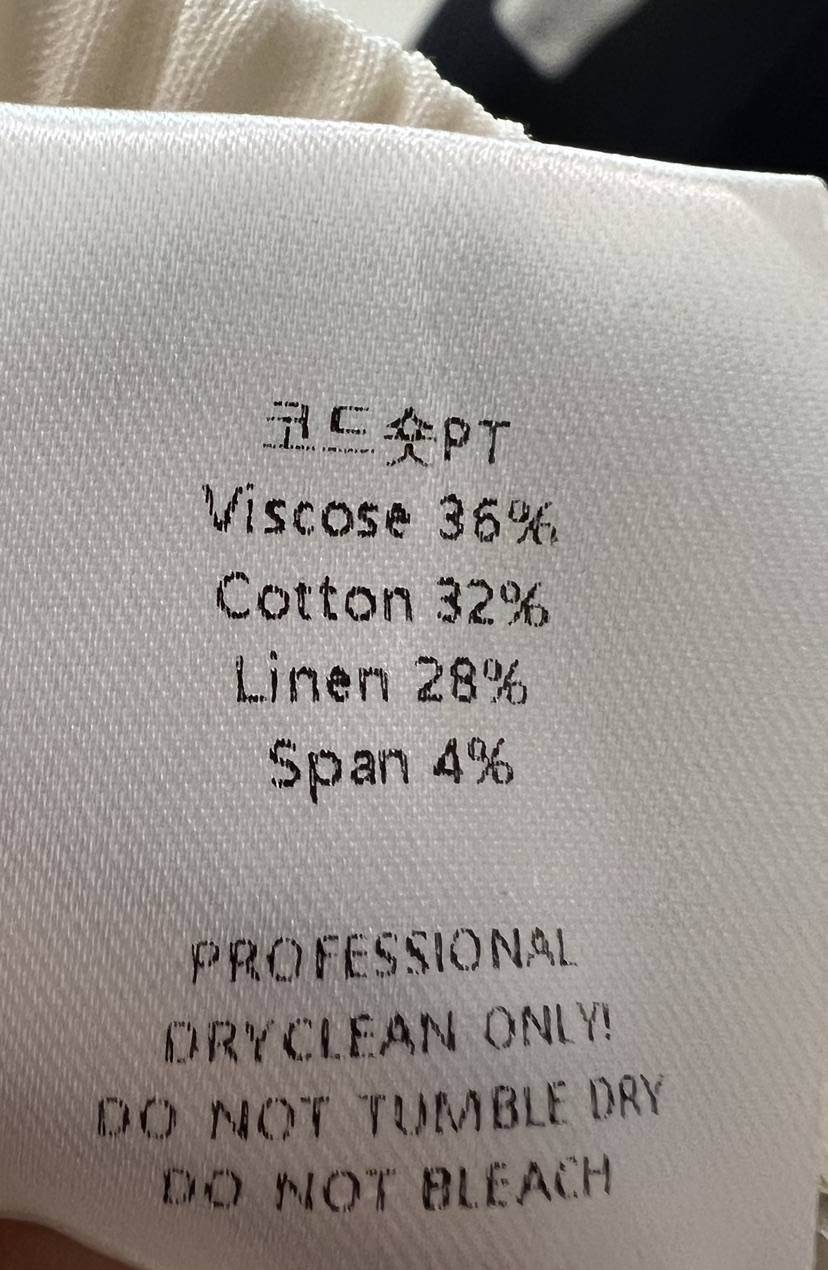 코드숏PT
Viscose 36%
Cotton 32%
Linen 28%
Span 4%
PROFESSIONAL
DRYCLEAN ONLY!
DO NOT TUMBLE DRY
DO NOT BLEACH